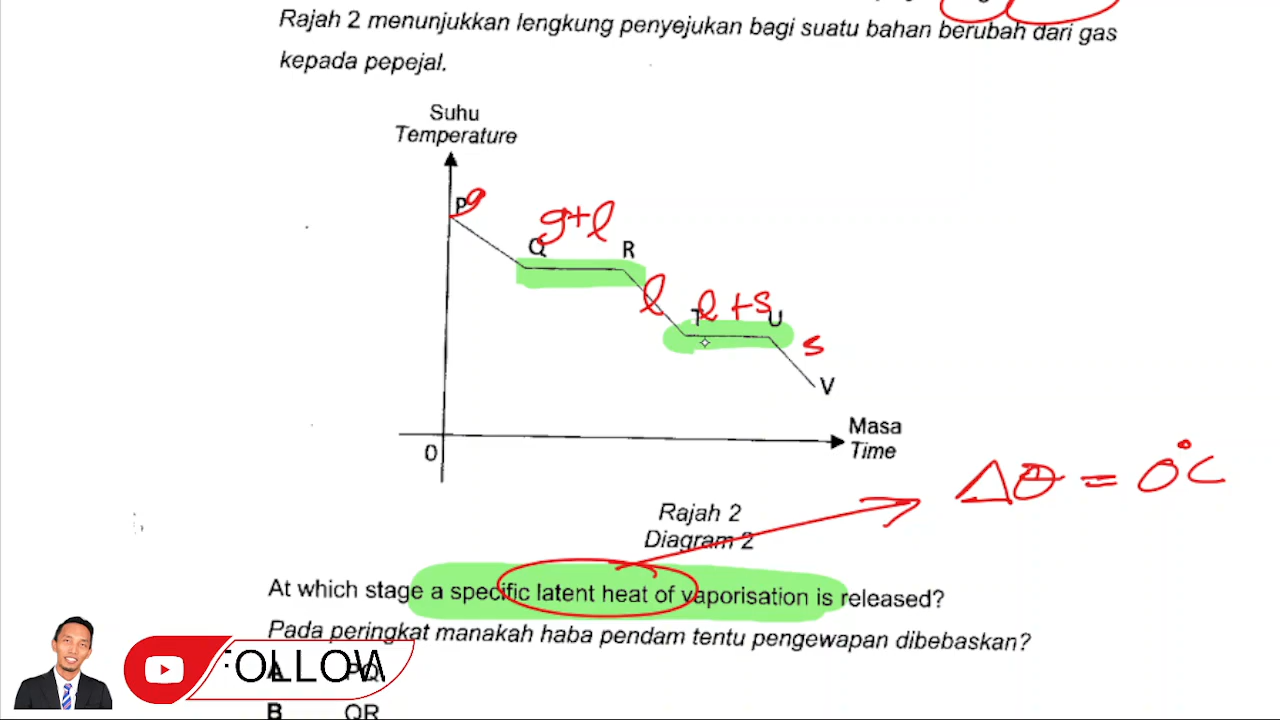 Rajah 2 menunjukkan lengkung penyejukan bagi suatu bahan berubah dari gas
kepada pepejal.
Suhu
Temperature
P g
g+l
Q R
l
T l + s U
s
V
Masa
Time
0
Δθ = 0°C
Rajah 2
Diagram 2
At which stage a specific latent heat of vaporisation is released?
Pada peringkat manakah haba pendam tentu pengewapan dibebaskan?
A PQ
FOLLOW
B QR